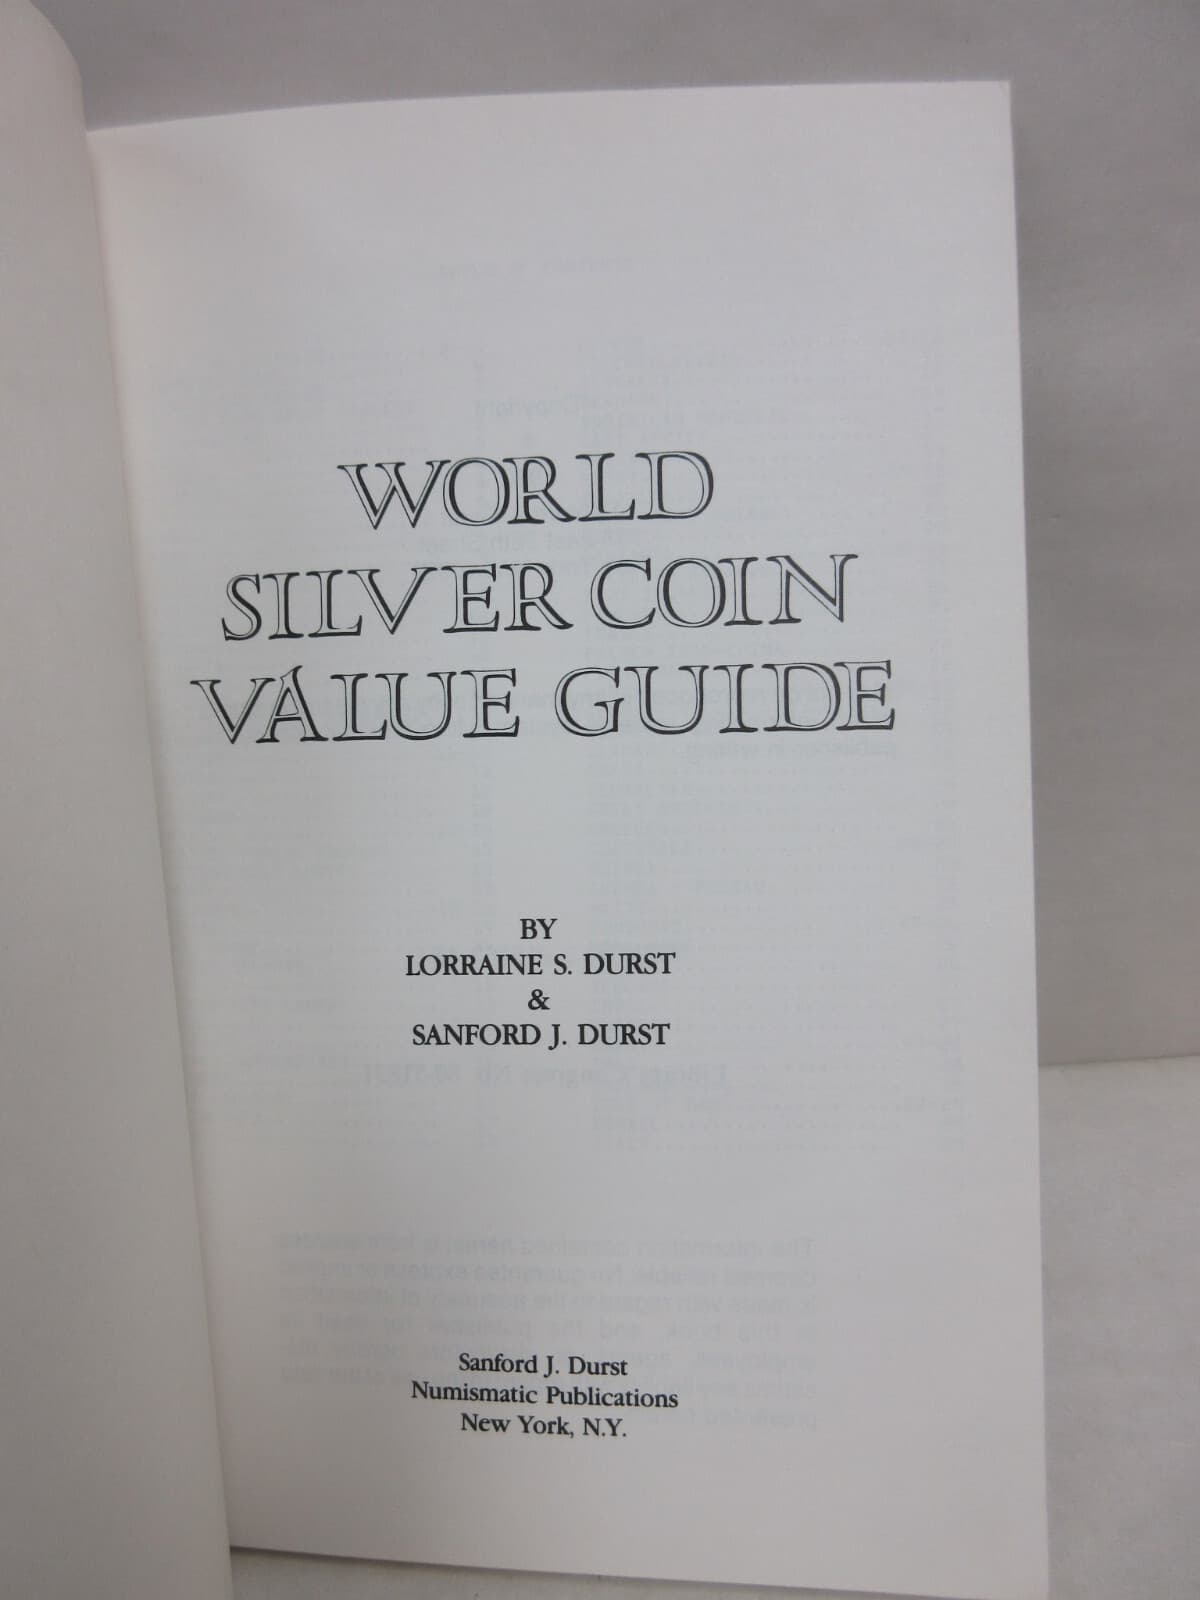 WORLD
SILVER COIN
VALUE GUIDE
BY
LORRAINE S. DURST
&
SANFORD J. DURST
Sanford J. Durst
Numismatic Publications
New York, N.Y.